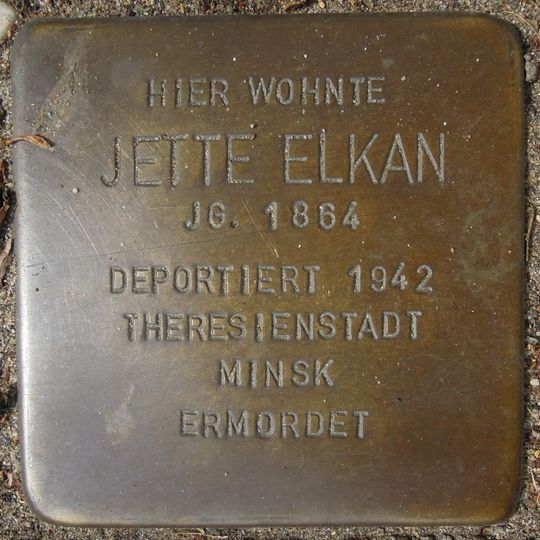 HIER WOHNTE
JETTE ELKAN
JG. 1864
DEPORTIERT 1942
THERESIENSTADT
MINSK
ERMORDET